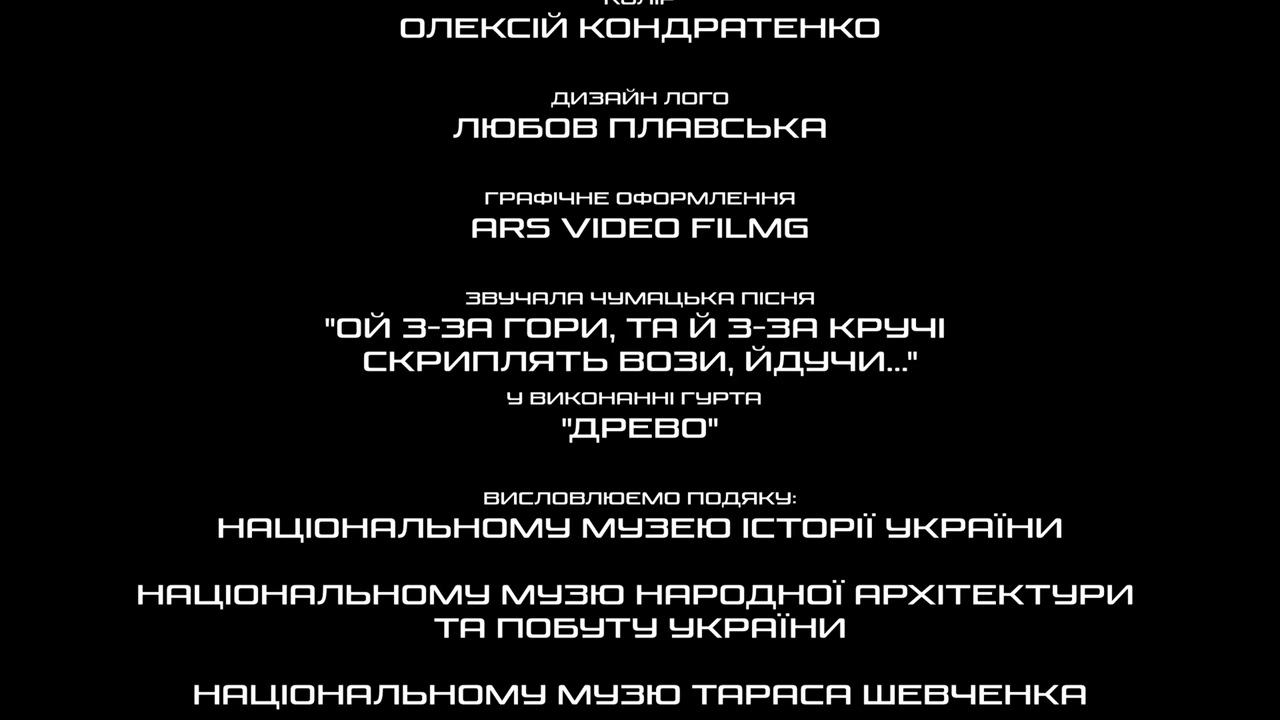 КОЛІР
ОЛЕКСІЙ КОНДРАТЕНКО
ДИЗАЙН ЛОГО
ЛЮБОВ ПЛАВСЬКА
ГРАФІЧНЕ ОФОРМЛЕННЯ
ARS VIDEO FILMG
ЗВУЧАЛА ЧУМАЦЬКА ПІСНЯ
"ОЙ З-ЗА ГОРИ, ТА Й З-ЗА КРУЧІ
СКРИПЛЯТЬ ВОЗИ, ЙДУЧИ..."
У ВИКОНАННІ ГУРТА
"ДРЕВО"
ВИСЛОВЛЮЄМО ПОДЯКУ:
НАЦІОНАЛЬНОМУ МУЗЕЮ ІСТОРІЇ УКРАЇНИ
НАЦІОНАЛЬНОМУ МУЗЮ НАРОДНОЇ АРХІТЕКТУРИ
ТА ПОБУТУ УКРАЇНИ
НАЦІОНАЛЬНОМУ МУЗЮ ТАРАСА ШЕВЧЕНКА